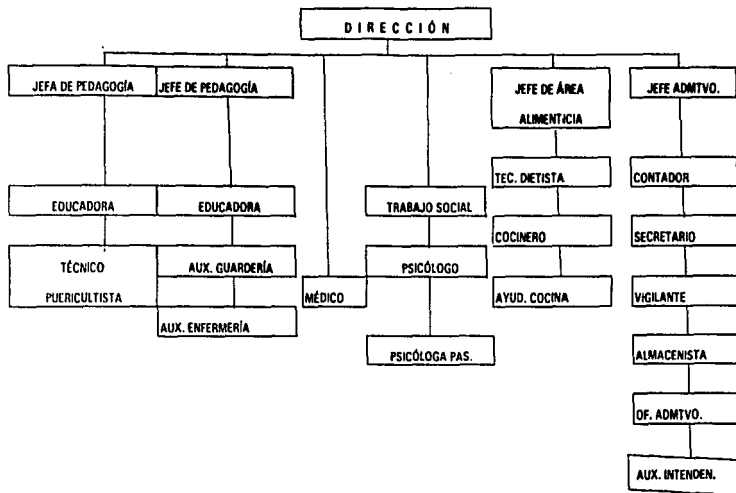 DIRECCIÓN
JEFA DE PEDAGOGÍA
JEFE DE PEDAGOGÍA
JEFE DE ÁREA
ALIMENTICIA
JEFE ADMTVO.
TEC. DIETISTA
CONTADOR
EDUCADORA
EDUCADORA
TRABAJO SOCIAL
COCINERO
SECRETARIO
TÉCNICO
PUERICULTISTA
AUX. GUARDERÍA
MÉDICO
PSICÓLOGO
AYUD. COCINA
VIGILANTE
AUX. ENFERMERÍA
PSICÓLOGA PAS.
ALMACENISTA
OF. ADMTVO.
AUX. INTENDEN.